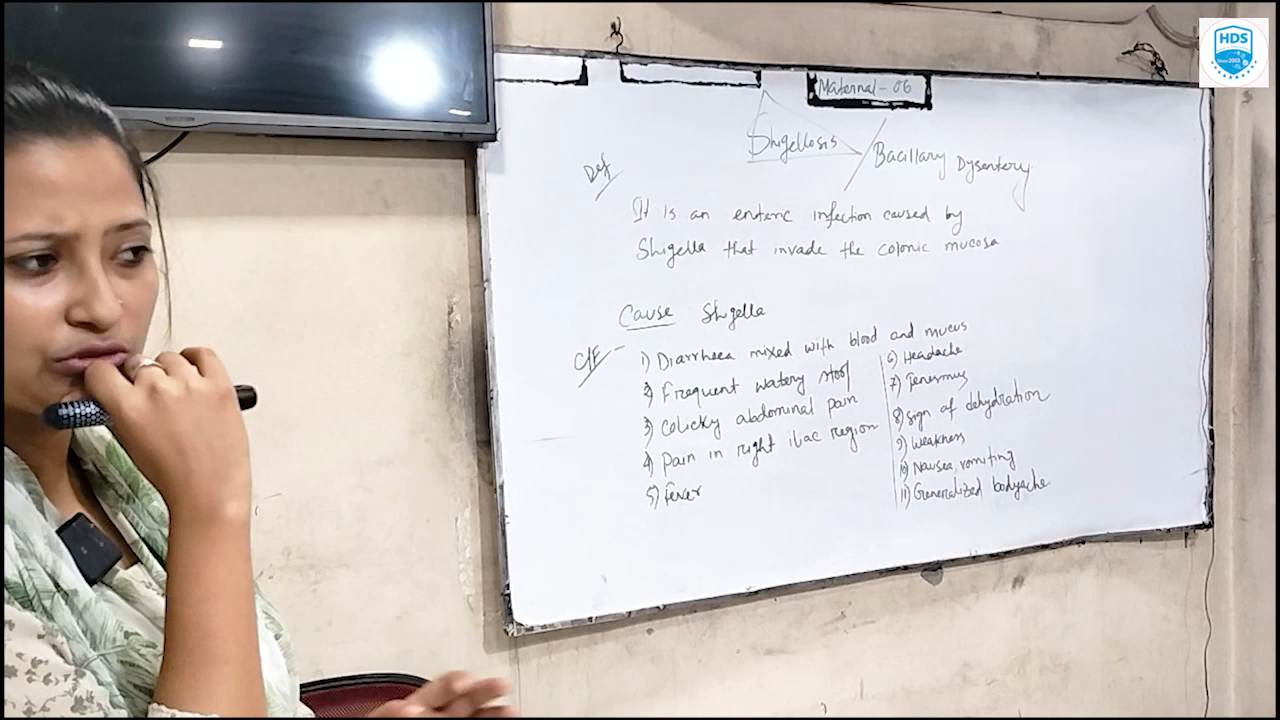 HDS
Since 2003
Maternal - 06
Shigellosis / Bacillary Dysentery
Def
It is an enteric infection caused by
Shigella that invade the colonic mucosa
Cause Shigella
C/F -
1) Diarrhoea mixed with blood and mucus
2) Frequent watery stool
3) Colicky abdominal pain
4) Pain in right iliac region
5) Fever
6) Headache
7) Tenesmus
8) Sign of dehydration
9) Weakness
10) Nausea, vomiting
11) Generalized bodyache